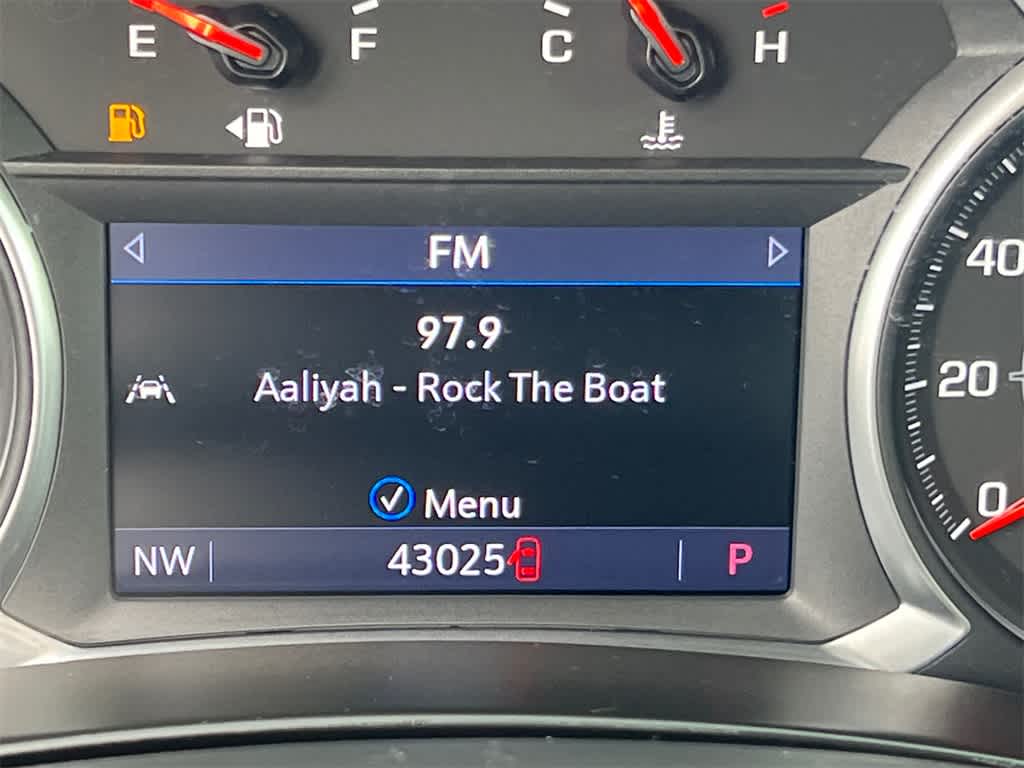 E F C H
FM
97.9
Aaliyah - Rock The Boat
Menu
NW 43025 P
40
20
0